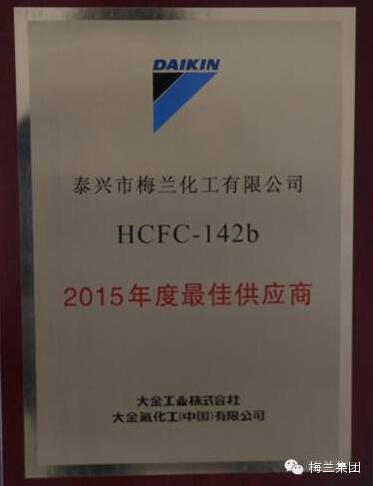 DAIKIN
泰兴市梅兰化工有限公司
HCFC-142b
2015年度最佳供应商
大金工业株式会社
大金氟化工(中国)有限公司
梅兰集团